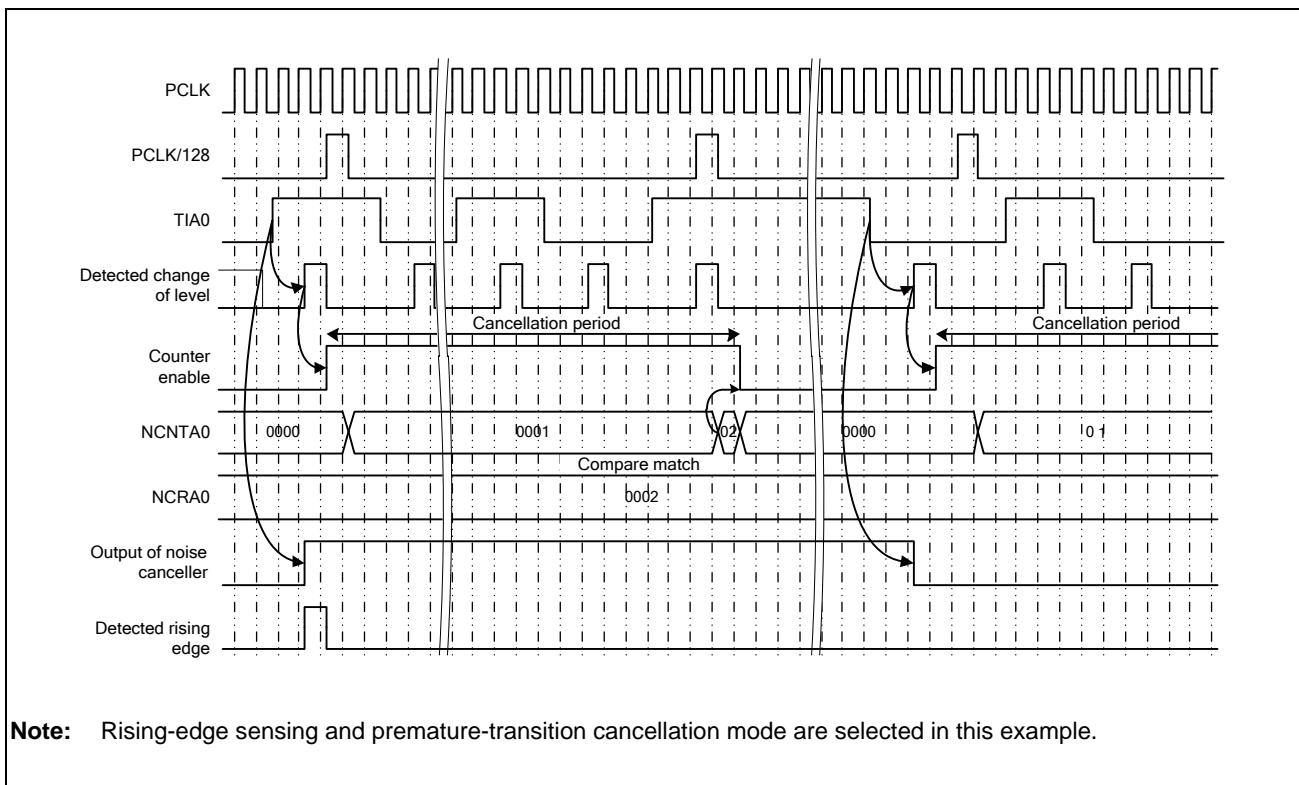 PCLK
PCLK/128
TIA0
Detected change
of level
Cancellation period
Cancellation period
Counter
enable
NCNTA0
0000
0001
02
0000
0 1
Compare match
NCRA0
0002
Output of noise
canceller
Detected rising
edge
Note: Rising-edge sensing and premature-transition cancellation mode are selected in this example.